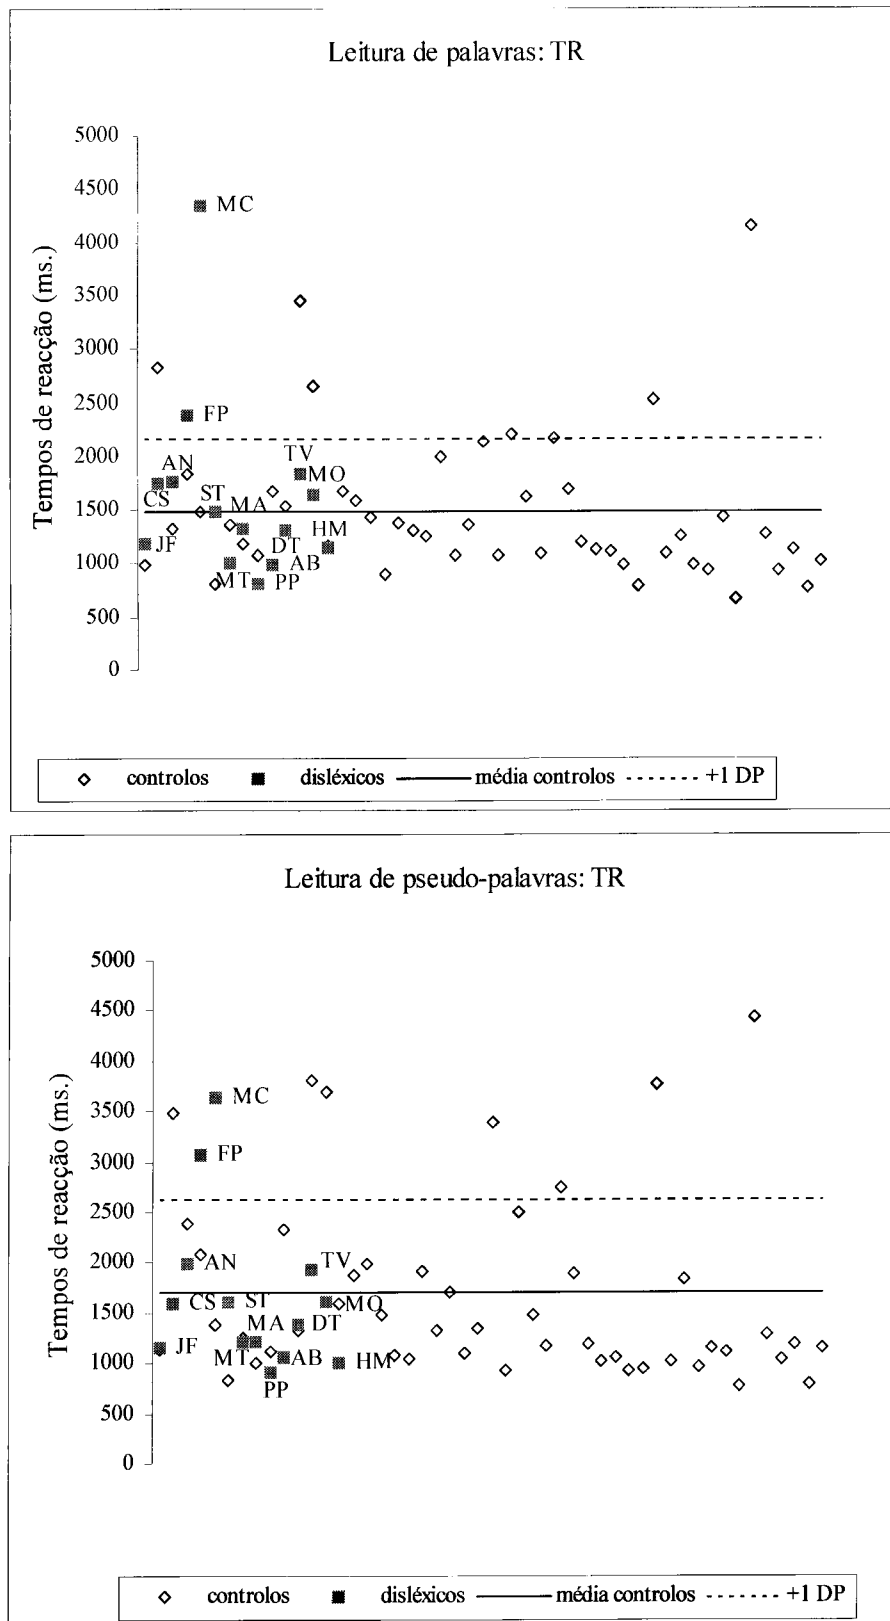 Leitura de palavras: TR
Tempos de reacção (ms.)
5000
4500
4000
3500
3000
2500
2000
1500
1000
500
0
MC
FP
TV
AN
MO
CS
ST
MA
HM
JF
DT
MT
AB
PP
controlos
disléxicos
média controlos
+1 DP
Leitura de pseudo-palavras: TR
Tempos de reacção (ms.)
5000
4500
4000
3500
3000
2500
2000
1500
1000
500
0
MC
FP
AN
TV
CS
ST
MO
MA
DT
JF
MT
AB
HM
PP
controlos
disléxicos
média controlos
+1 DP